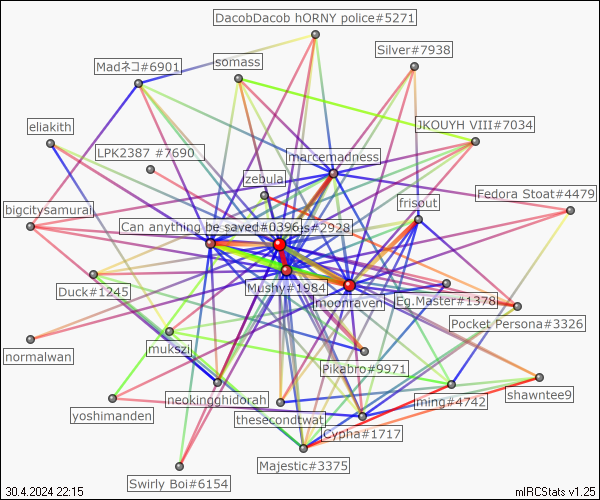 DacobDacob hORNY police#5271
Silver#7938
somass
Madネコ#6901
JKOUYH VIII#7034
eliakith
LPK2387 #7690
marcemadness
zebula
Fedora Stoat#4479
frisout
bigcitysamurai
Can anything be saved#0396
s#2928
Mushy#1984
Duck#1245
moonraven
Eg.Master#1378
Pocket Persona#3326
mukszi
normalwan
Pikabro#9971
neokingghidorah
ming#4742
shawntee9
yoshimanden
thesecondtwat
Cypha#1717
Majestic#3375
Swirly Boi#6154
30.4.2024 22:15
mIRCStats v1.25